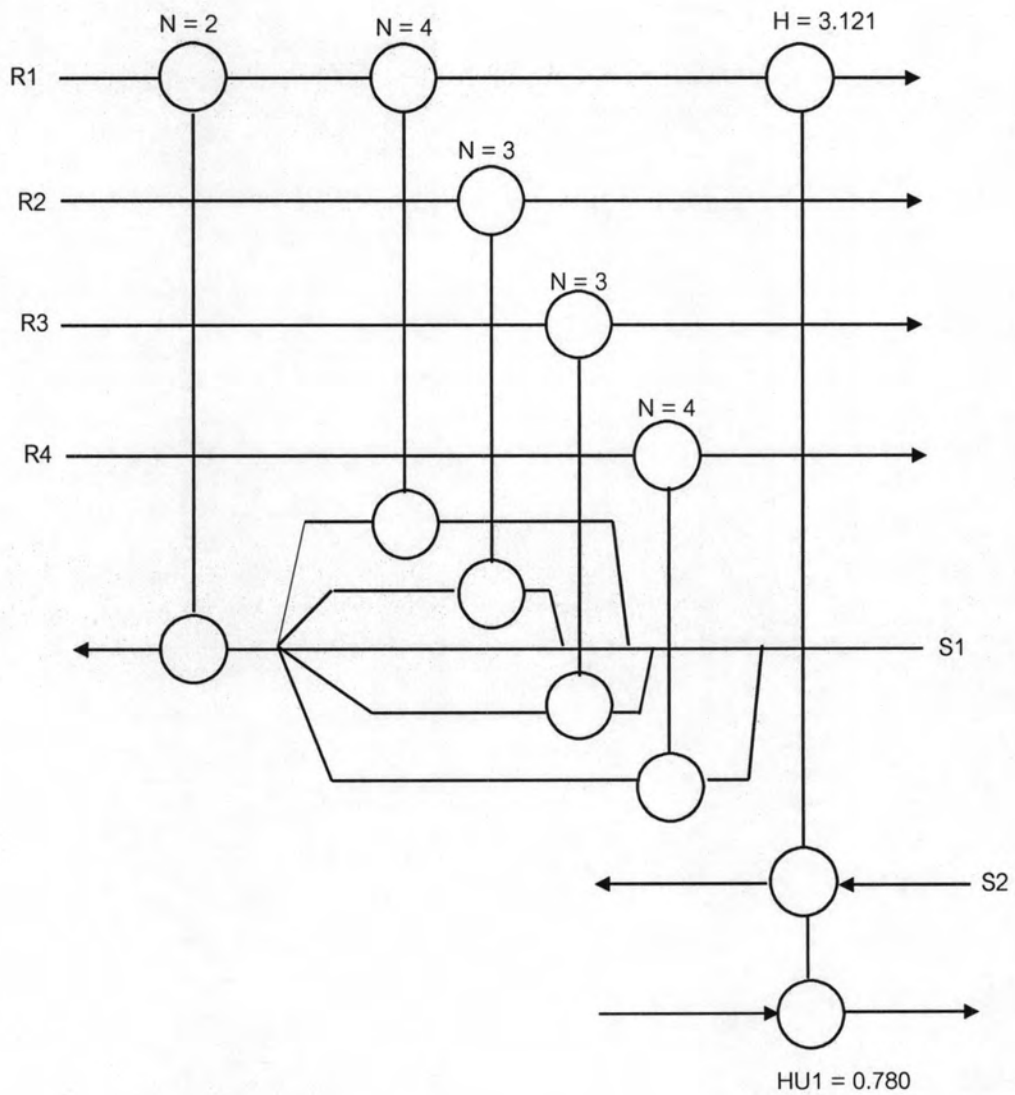 N = 2
N = 4
H = 3.121
R1
N = 3
R2
N = 3
R3
N = 4
R4
S1
S2
HU1 = 0.780